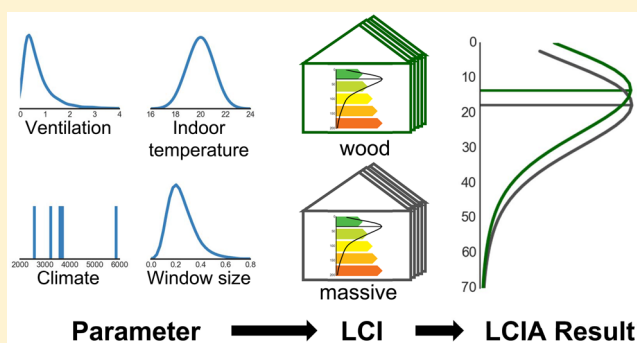 0 1 2 3 4
Ventilation
16 18 20 22 24
Indoor
temperature
wood
2000 3000 4000 5000 6000
Climate
0.0 0.2 0.4 0.6 0.8
Window size
massive
0
10
20
30
40
50
60
70
Parameter LCI LCIA Result